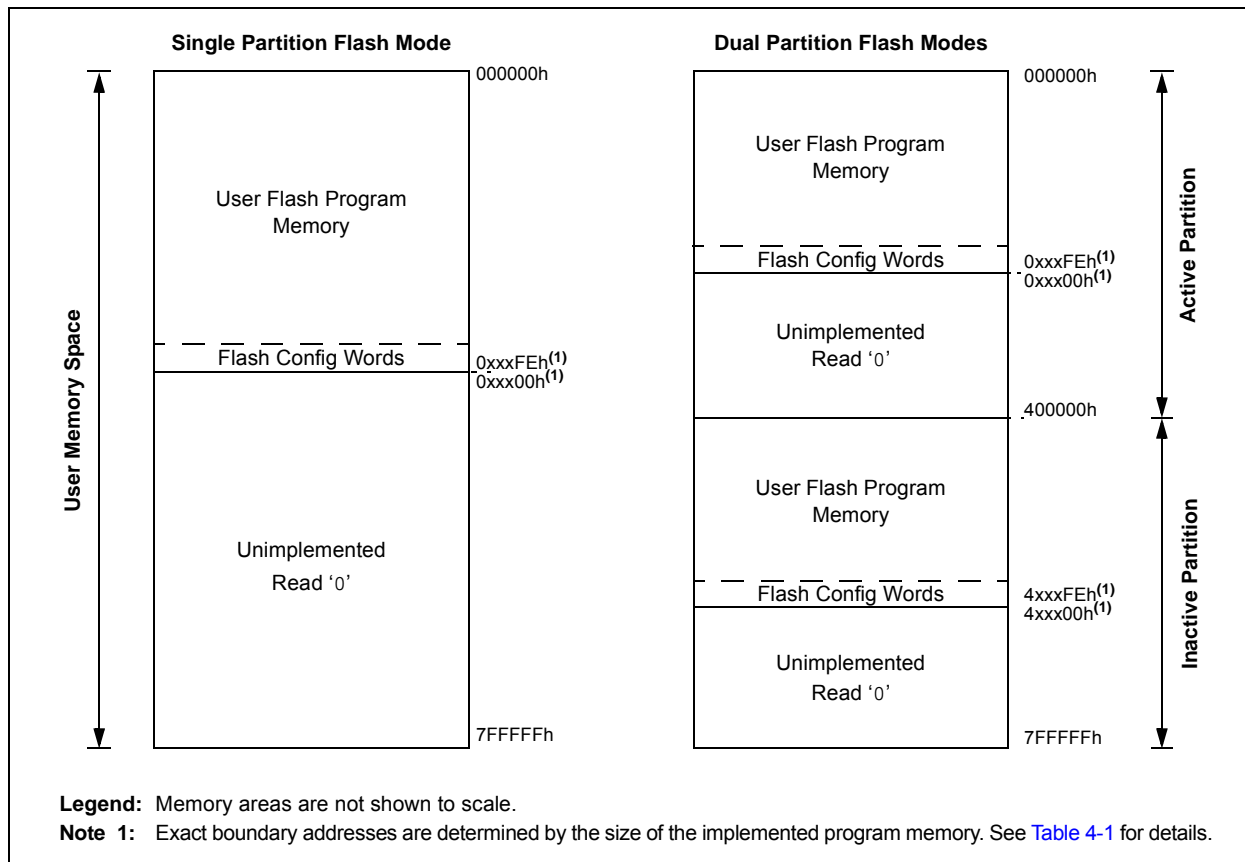 Single Partition Flash Mode
000000h
User Flash Program
Memory
Flash Config Words
0xxxFEh(1)
0xxx00h(1)
Unimplemented
Read ‘0’
7FFFFFh
User Memory Space
Dual Partition Flash Modes
000000h
User Flash Program
Memory
Flash Config Words
0xxxFEh(1)
0xxx00h(1)
Unimplemented
Read ‘0’
400000h
User Flash Program
Memory
Flash Config Words
4xxxFEh(1)
4xxx00h(1)
Unimplemented
Read ‘0’
7FFFFFh
Active Partition
Inactive Partition
Legend: Memory areas are not shown to scale.
Note 1: Exact boundary addresses are determined by the size of the implemented program memory. See Table 4-1 for details.